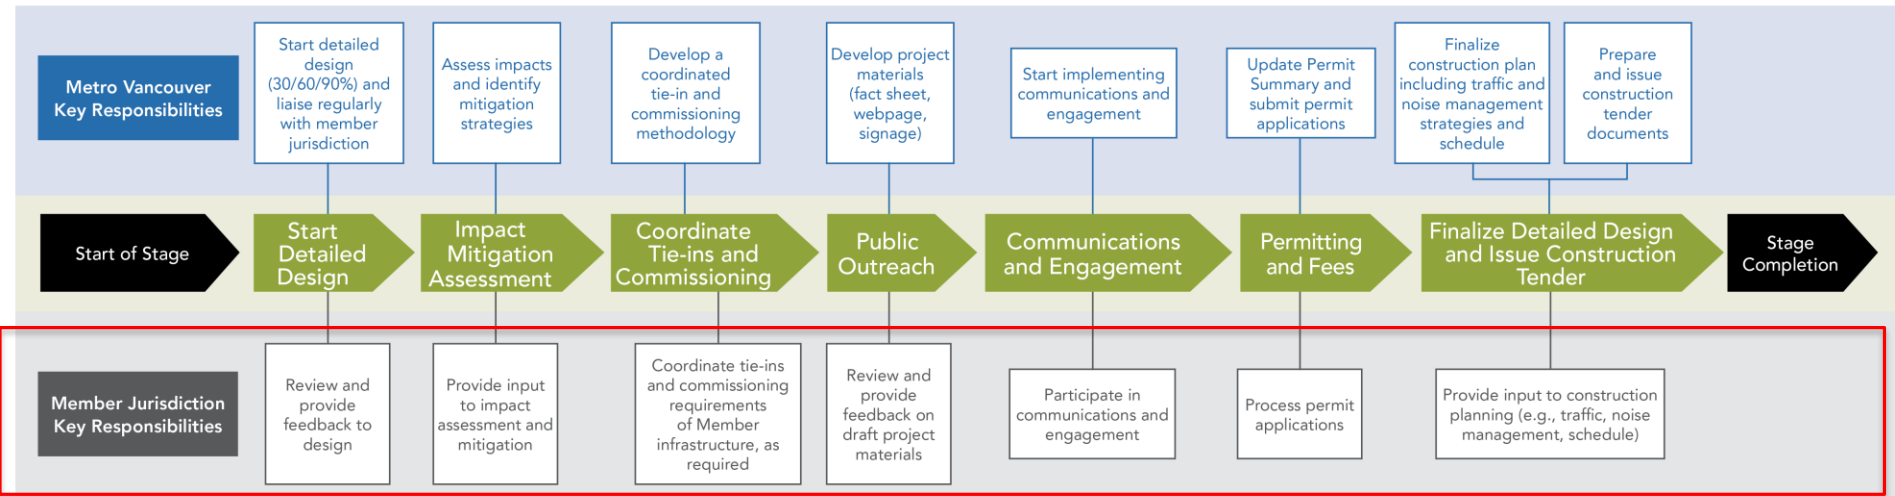 Metro Vancouver
Key Responsibilities
Start detailed
design
(30/60/90%) and
liaise regularly
with member
jurisdiction
Assess impacts
and identify
mitigation
strategies
Develop a
coordinated
tie-in and
commissioning
methodology
Develop project
materials
(fact sheet,
webpage,
signage)
Start implementing
communications and
engagement
Update Permit
Summary and
submit permit
applications
Finalize
construction plan
including traffic and
noise management
strategies and
schedule
Prepare
and issue
construction
tender
documents
Start of Stage
Start
Detailed
Design
Impact
Mitigation
Assessment
Coordinate
Tie-ins and
Commissioning
Public
Outreach
Communications
and Engagement
Permitting
and Fees
Finalize Detailed Design
and Issue Construction
Tender
Stage
Completion
Member Jurisdiction
Key Responsibilities
Review and
provide
feedback to
design
Provide input
to impact
assessment and
mitigation
Coordinate tie-ins
and commissioning
requirements
of Member
infrastructure, as
required
Review and
provide
feedback on
draft project
materials
Participate in
communications and
engagement
Process permit
applications
Provide input to construction
planning (e.g., traffic, noise
management, schedule)